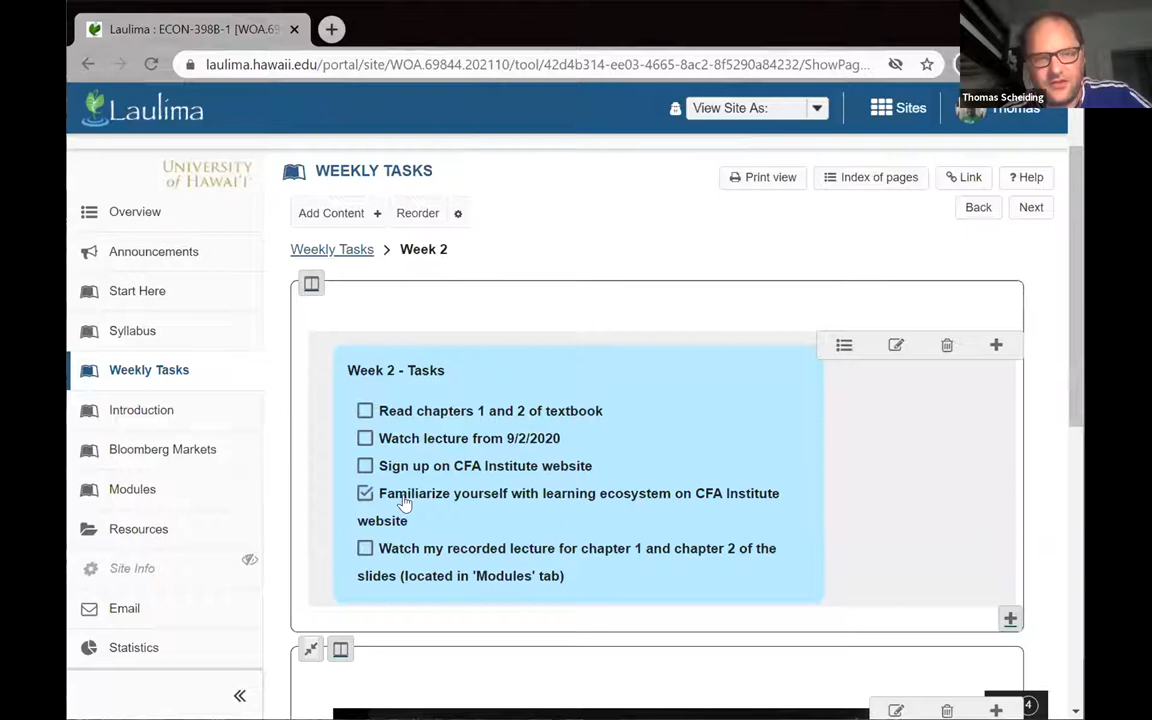 Laulima : ECON-398B-1 [WOA.69
laulima.hawaii.edu/portal/site/WOA.69844.202110/tool/42d4b314-ee03-4665-8ac2-8f5290a84232/ShowPag...
Thomas Scheiding
Laulima
View Site As:
Sites
Thomas
UNIVERSITY
of HAWAI'I
WEEKLY TASKS
Print view
Index of pages
Link
? Help
Add Content +
Reorder
Back
Next
Weekly Tasks > Week 2
Overview
Announcements
Start Here
Syllabus
Weekly Tasks
Introduction
Bloomberg Markets
Modules
Resources
Site Info
Email
Statistics
Week 2 - Tasks
Read chapters 1 and 2 of textbook
Watch lecture from 9/2/2020
Sign up on CFA Institute website
Familiarize yourself with learning ecosystem on CFA Institute
website
Watch my recorded lecture for chapter 1 and chapter 2 of the
slides (located in 'Modules' tab)
4